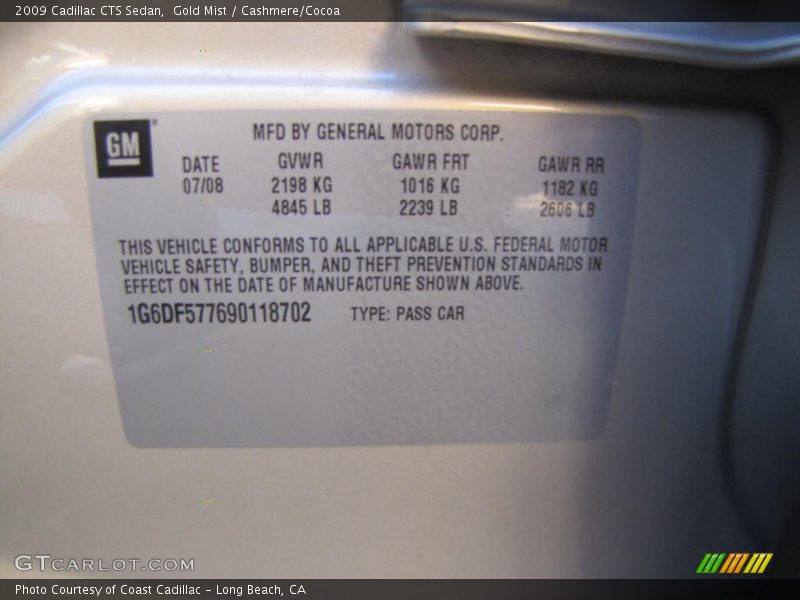 2009 Cadillac CTS Sedan, Gold Mist / Cashmere/Cocoa
GM
MFD BY GENERAL MOTORS CORP.
DATE GVWR GAWR FRT GAWR RR
07/08 2198 KG 1016 KG 1182 KG
4845 LB 2239 LB 2606 LB
THIS VEHICLE CONFORMS TO ALL APPLICABLE U.S. FEDERAL MOTOR
VEHICLE SAFETY, BUMPER, AND THEFT PREVENTION STANDARDS IN
EFFECT ON THE DATE OF MANUFACTURE SHOWN ABOVE.
1G6DF577690118702 TYPE: PASS CAR
GTCARLOT.COM
Photo Courtesy of Coast Cadillac - Long Beach, CA